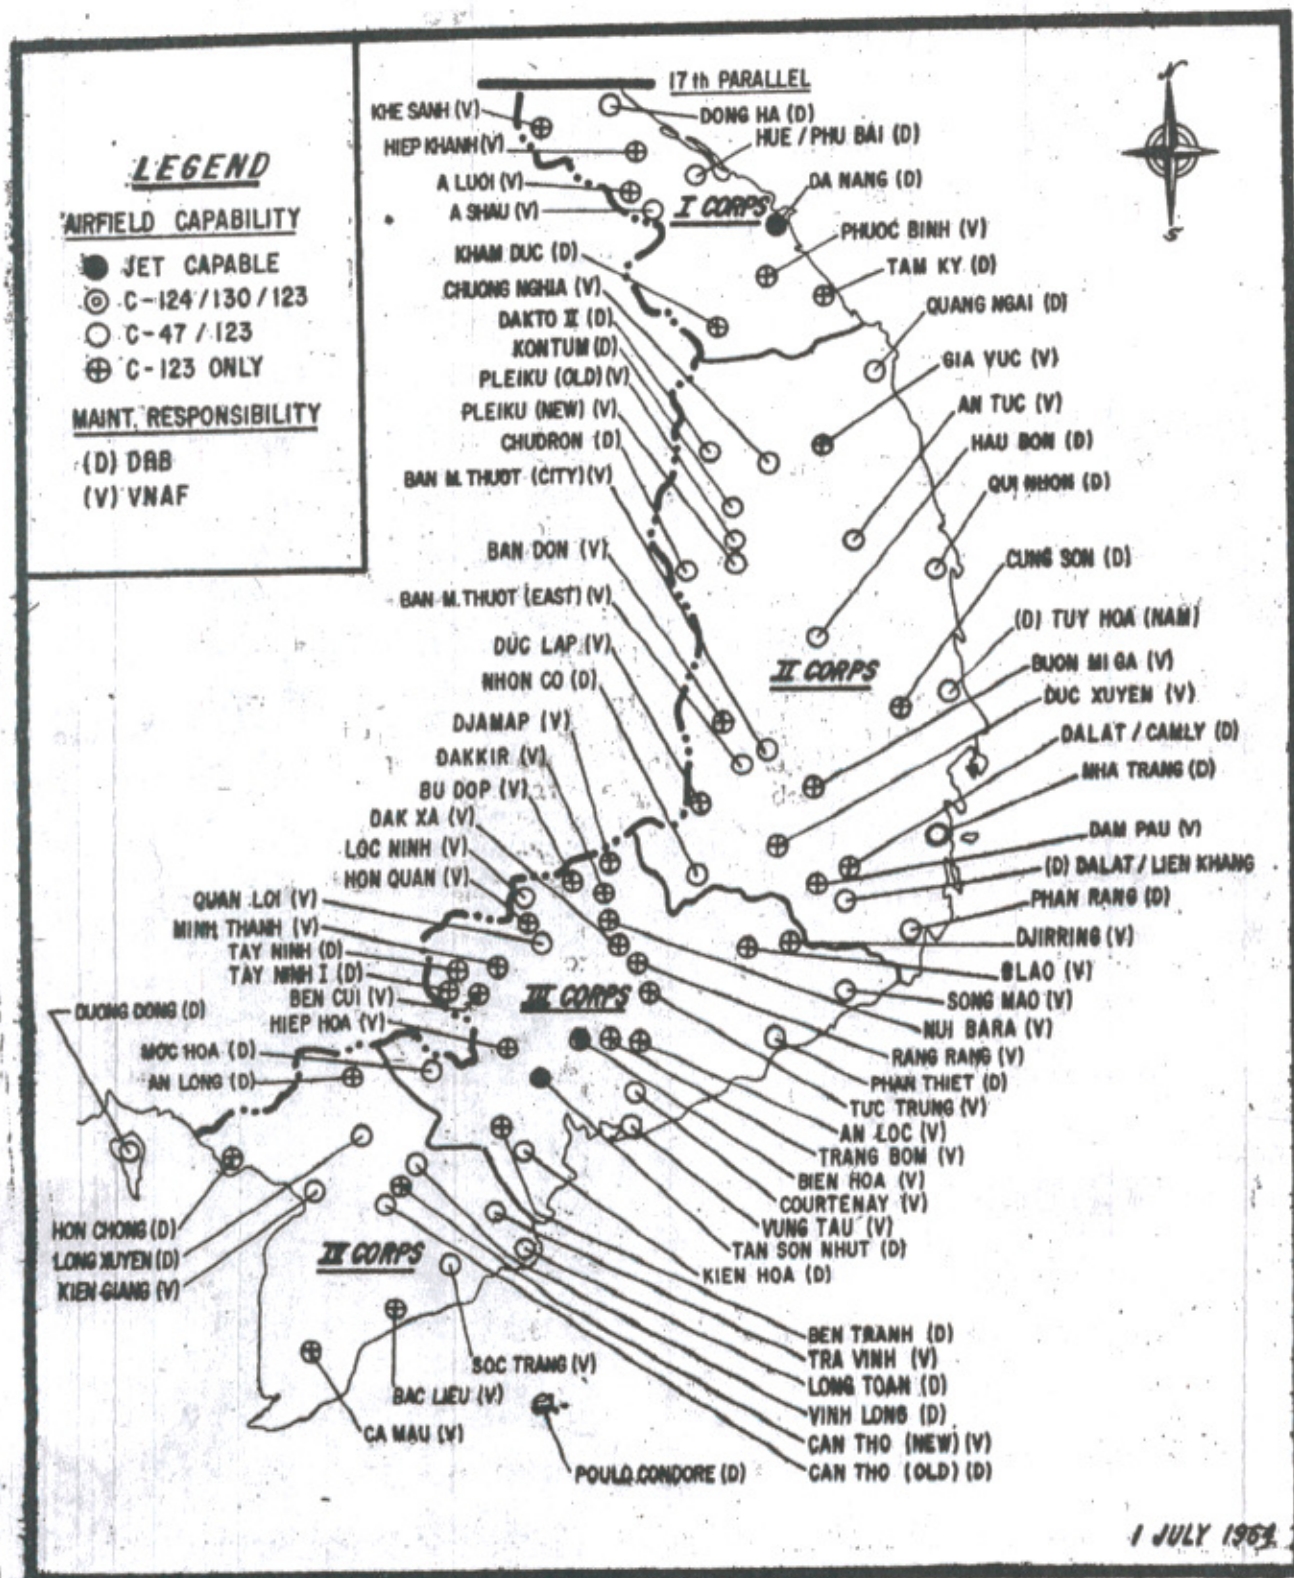 LEGEND
AIRFIELD CAPABILITY
JET CAPABLE
C-124/130/123
C-47/123
C-123 ONLY
MAINT. RESPONSIBILITY
(D) DAB
(V) VNAF
17th PARALLEL
N
S
KHE SANH (V)
HIEP KHANH (V)
A LUOI (V)
A SHAU (V)
KHAM DUC (D)
CHUONG NGHIA (V)
DAKTO II (D)
KONTUM (D)
PLEIKU (OLD) (V)
PLEIKU (NEW) (V)
CHUDRON (D)
BAN M. THUOT (CITY) (V)
BAN DON (V)
BAN M. THUOT (EAST) (V)
DUC LAP (V)
NHON CO (D)
DJAMAP (V)
DAKKIR (V)
BU DOP (V)
DAK XA (V)
LOC NINH (V)
HON QUAN (V)
QUAN LOI (V)
MINH THANH (V)
TAY NINH (D)
TAY NINH I (D)
BEN CUI (V)
DUONG DONG (D)
HIEP HOA (V)
MOC HOA (D)
AN LONG (D)
HON CHONG (D)
LONG XUYEN (D)
KIEN GIANG (V)
DONG HA (D)
HUE / PHU BAI (D)
DA NANG (D)
I CORPS
PHUOC BINH (V)
TAM KY (D)
QUANG NGAI (D)
GIA VUC (V)
AN TUC (V)
HAU BON (D)
QUI NHON (D)
CUNG SON (D)
(D) TUY HOA (NAM)
II CORPS
BUON MI GA (V)
DUC XUYEN (V)
DALAT / CAMLY (D)
NHA TRANG (D)
DAM PAU (V)
(D) DALAT / LIEN KHANG
PHAN RANG (D)
DJIRRING (V)
BLAO (V)
III CORPS
SONG MAO (V)
NUI BARA (V)
RANG RANG (V)
PHAN THIET (D)
TUC TRUNG (V)
AN LOC (V)
TRANG BOM (V)
BIEN HOA (V)
COURTENAY (V)
VUNG TAU (V)
TAN SON NHUT (D)
KIEN HOA (D)
IV CORPS
BEN TRANH (D)
TRA VINH (V)
LONG TOAN (D)
VINH LONG (D)
CAN THO (NEW) (V)
CAN THO (OLD) (D)
SOC TRANG (V)
BAC LIEU (V)
CA MAU (V)
POULO CONDORE (D)
1 JULY 1964